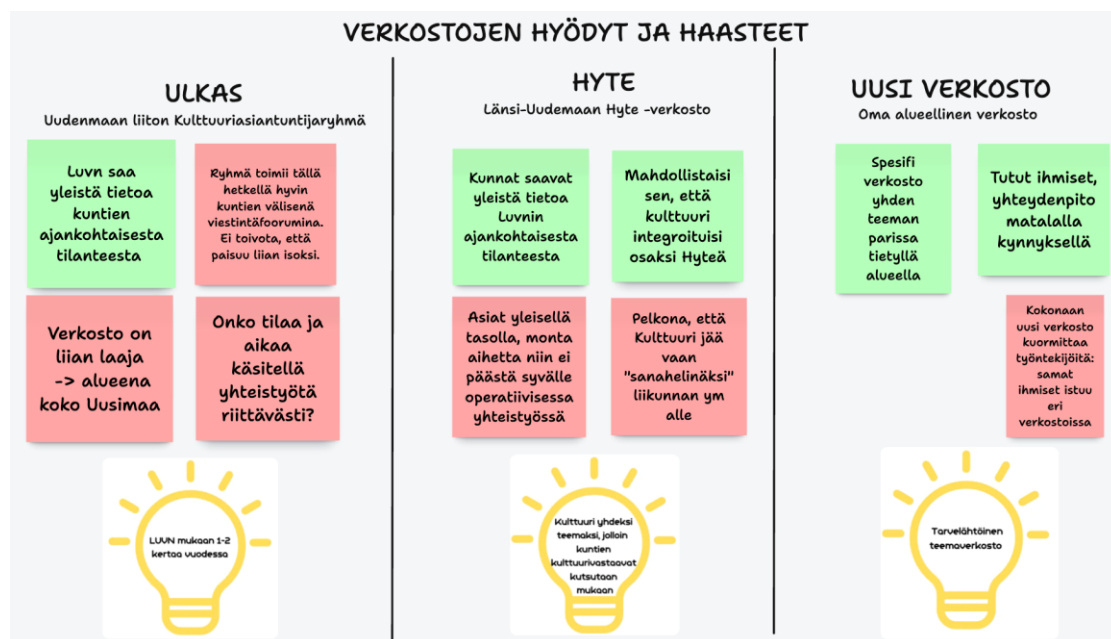 VERKOSTOJEN HYÖDYT JA HAASTEET
ULKAS
Uudenmaan liiton Kulttuuriasiantuntijaryhmä
Luvn saa
yleistä tietoa
kuntien
ajankohtaisesta
tilanteesta
Ryhmä toimii tällä
hetkellä hyvin
kuntien välisenä
viestintäfoorumina.
Ei toivota, että
paisuu liian isoksi.
Verkosto on
liian laaja
-> alueena
koko Uusimaa
Onko tilaa ja
aikaa
käsitellä
yhteistyötä
riittävästi?
LUVN mukaan 1-2
kertaa vuodessa
HYTE
Länsi-Uudemaan Hyte -verkosto
Kunnat saavat
yleistä tietoa
Luvnin
ajankohtaisesta
tilanteesta
Mahdollistaisi
sen, että
kulttuuri
integroituisi
osaksi Hyteä
Asiat yleisellä
tasolla, monta
aihetta niin ei
päästä syvälle
operatiivisessa
yhteistyössä
Pelkona, että
Kulttuuri jää
vaan
"sanahelinäksi"
liikunnan ym
alle
Kulttuuri yhdeksi
teemaksi, jolloin
kuntien
kulttuurivastaavat
kutsutaan
mukaan
UUSI VERKOSTO
Oma alueellinen verkosto
Spesifi
verkosto
yhden
teeman
parissa
tietyllä
alueella
Tutut ihmiset,
yhteydenpito
matalalla
kynnyksellä
Kokonaan
uusi verkosto
kuormittaa
työntekijöitä:
samat
ihmiset istuu
eri
verkostoissa
Tarvelähtöinen
teemaverkosto